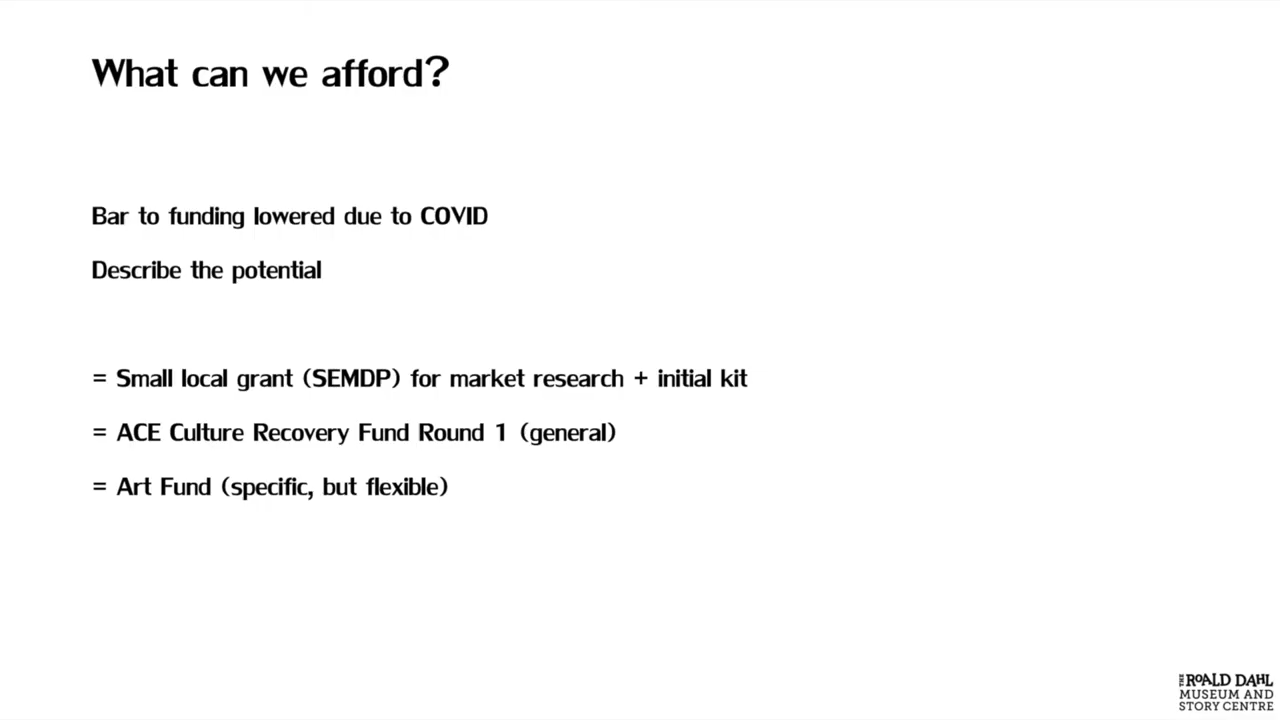 What can we afford?
Bar to funding lowered due to COVID
Describe the potential
= Small local grant (SEMDP) for market research + initial kit
= ACE Culture Recovery Fund Round 1 (general)
= Art Fund (specific, but flexible)
THE ROALD DAHL
MUSEUM AND
STORY CENTRE